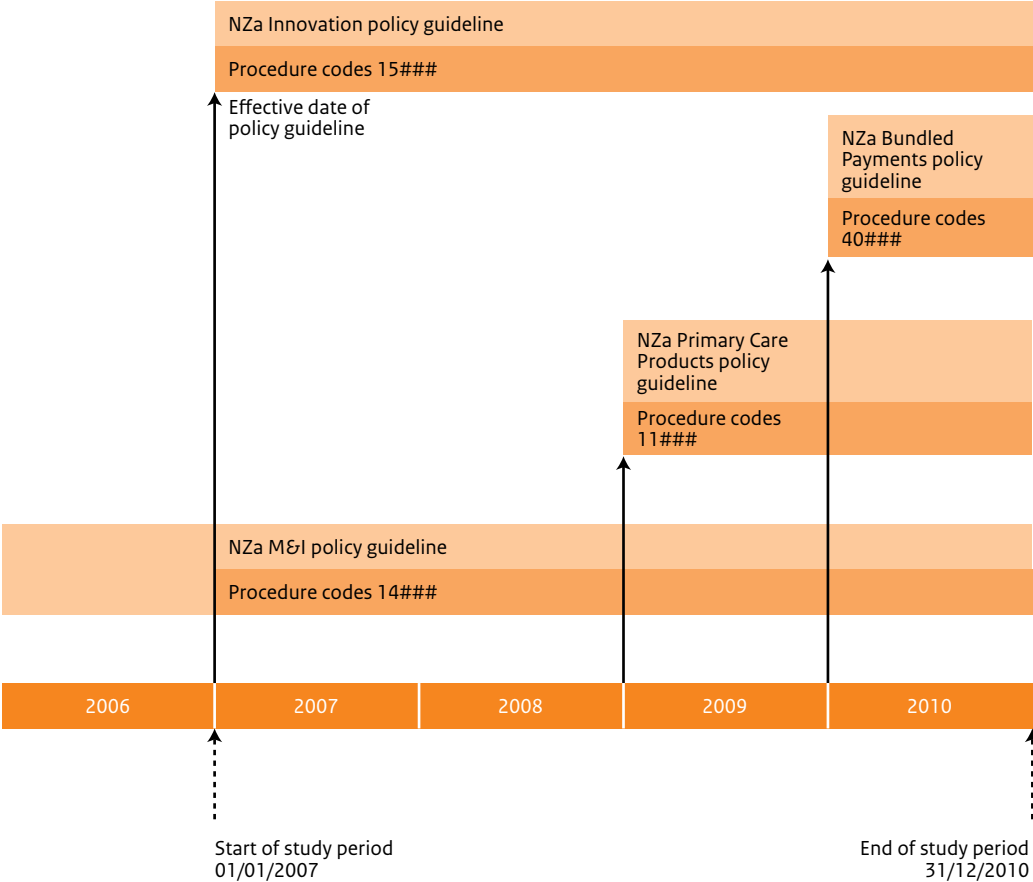 NZa Innovation policy guideline
Procedure codes 15###
Effective date of
policy guideline
NZa Bundled
Payments policy
guideline
Procedure codes
40###
NZa Primary Care
Products policy
guideline
Procedure codes
11###
NZa M&I policy guideline
Procedure codes 14###
2006
2007
2008
2009
2010
Start of study period
01/01/2007
End of study period
31/12/2010